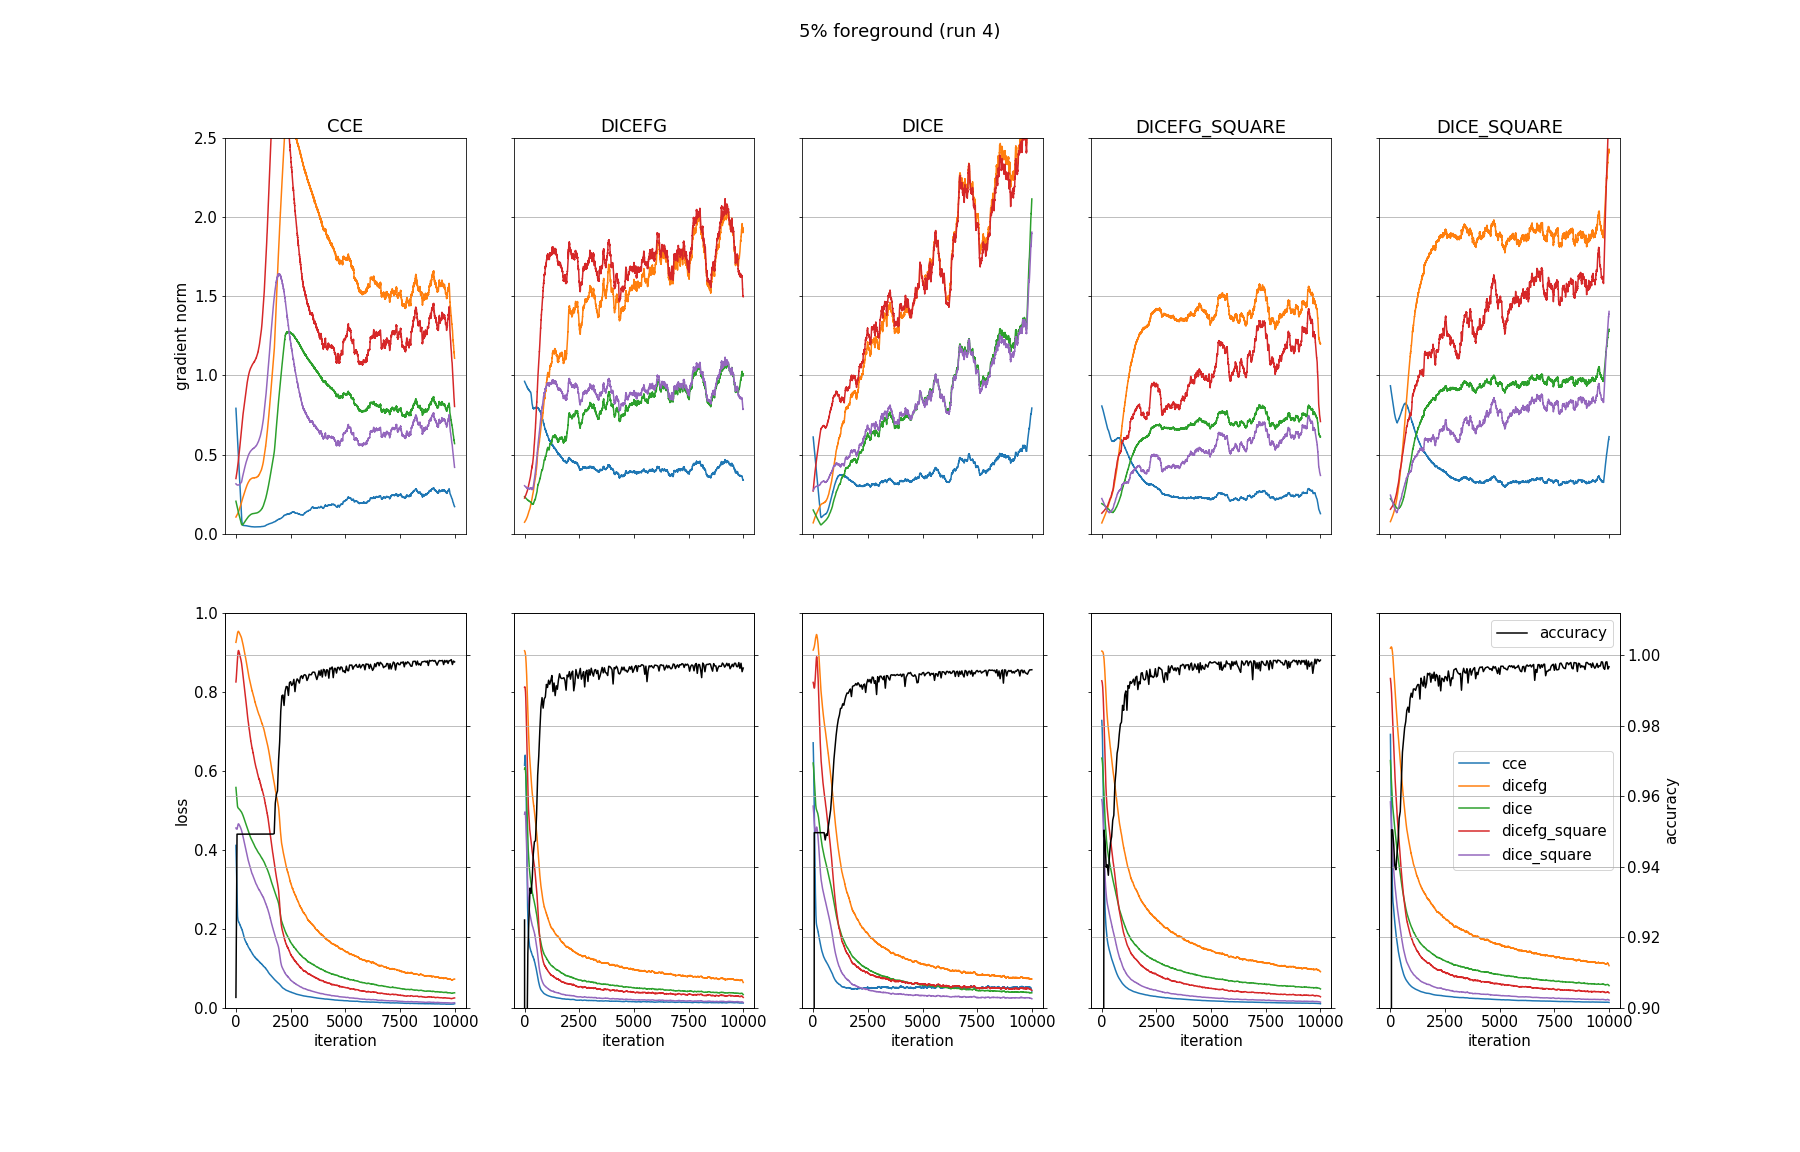 5% foreground (run 4)
CCE DICEFG DICE DICEFG_SQUARE DICE_SQUARE
2.5
2.0
1.5
1.0
0.5
0.0
gradient norm
1.0
0.8
0.6
0.4
0.2
0.0
loss
accuracy
cce
dicefg
dice
dicefg_square
dice_square
1.00
0.98
0.96
0.94
0.92
0.90
accuracy
0 2500 5000 7500 10000 0 2500 5000 7500 10000 0 2500 5000 7500 10000 0 2500 5000 7500 10000 0 2500 5000 7500 10000
iteration iteration iteration iteration iteration